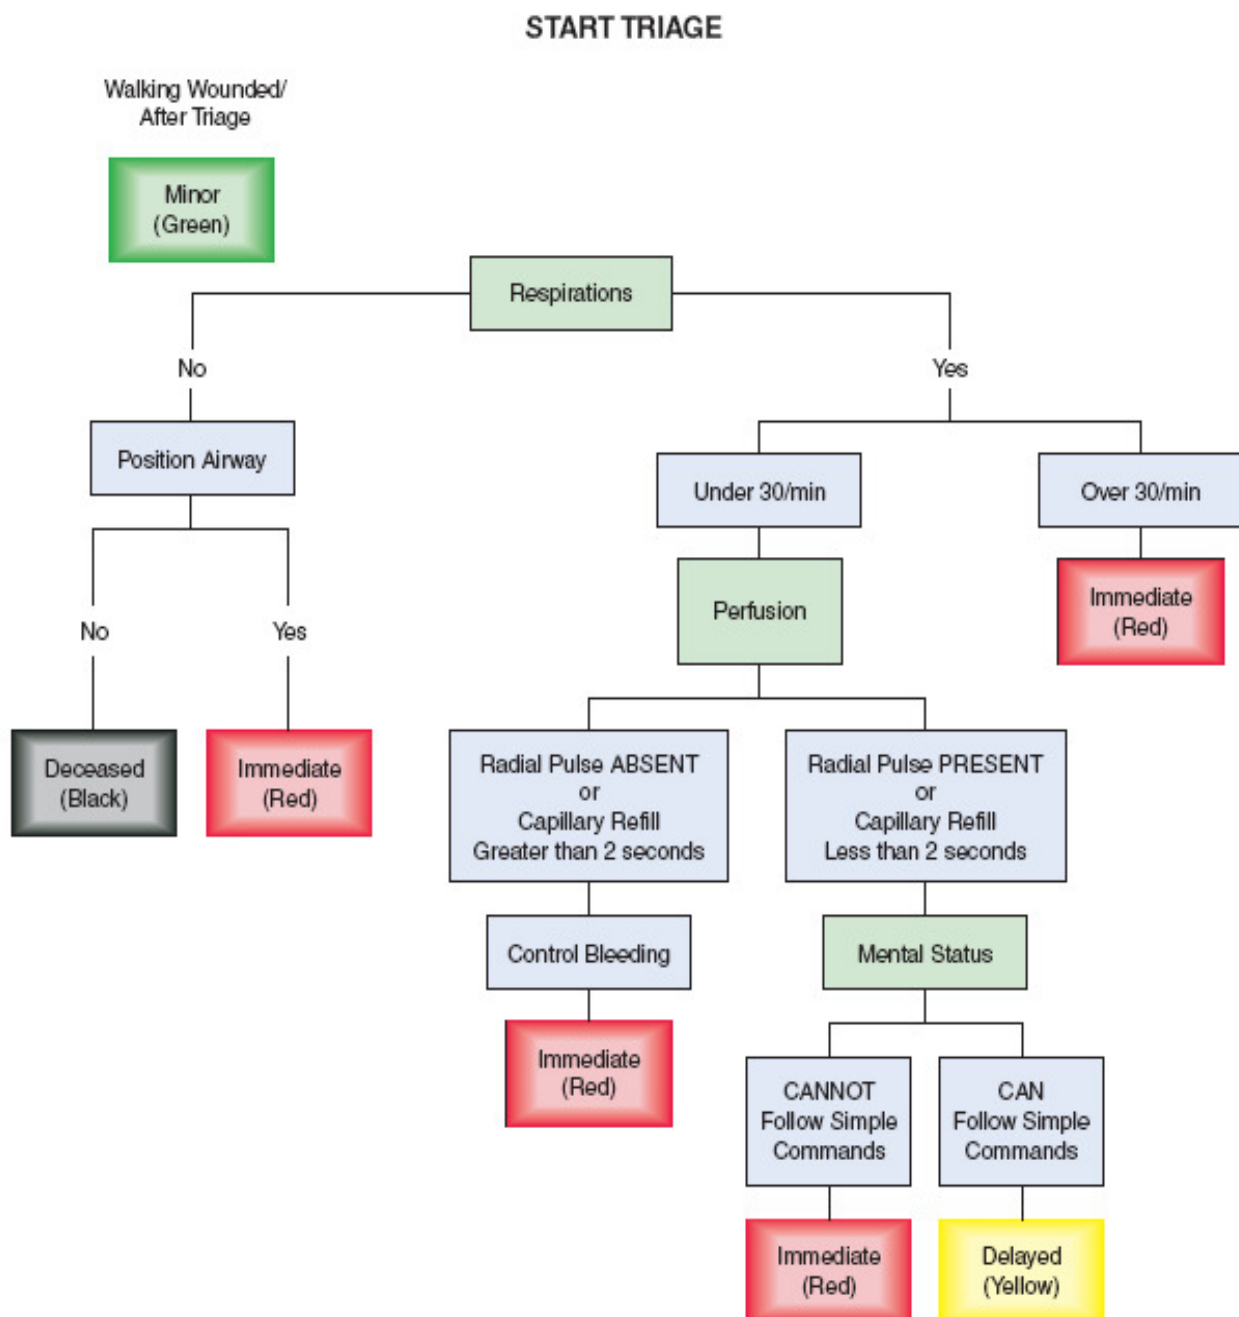 START TRIAGE
Walking Wounded/
After Triage
Minor
(Green)
Respirations
No
Yes
Position Airway
Under 30/min
Over 30/min
Perfusion
Immediate
(Red)
No
Yes
Deceased
(Black)
Immediate
(Red)
Radial Pulse ABSENT
or
Capillary Refill
Greater than 2 seconds
Radial Pulse PRESENT
or
Capillary Refill
Less than 2 seconds
Control Bleeding
Mental Status
Immediate
(Red)
CANNOT
Follow Simple
Commands
CAN
Follow Simple
Commands
Immediate
(Red)
Delayed
(Yellow)